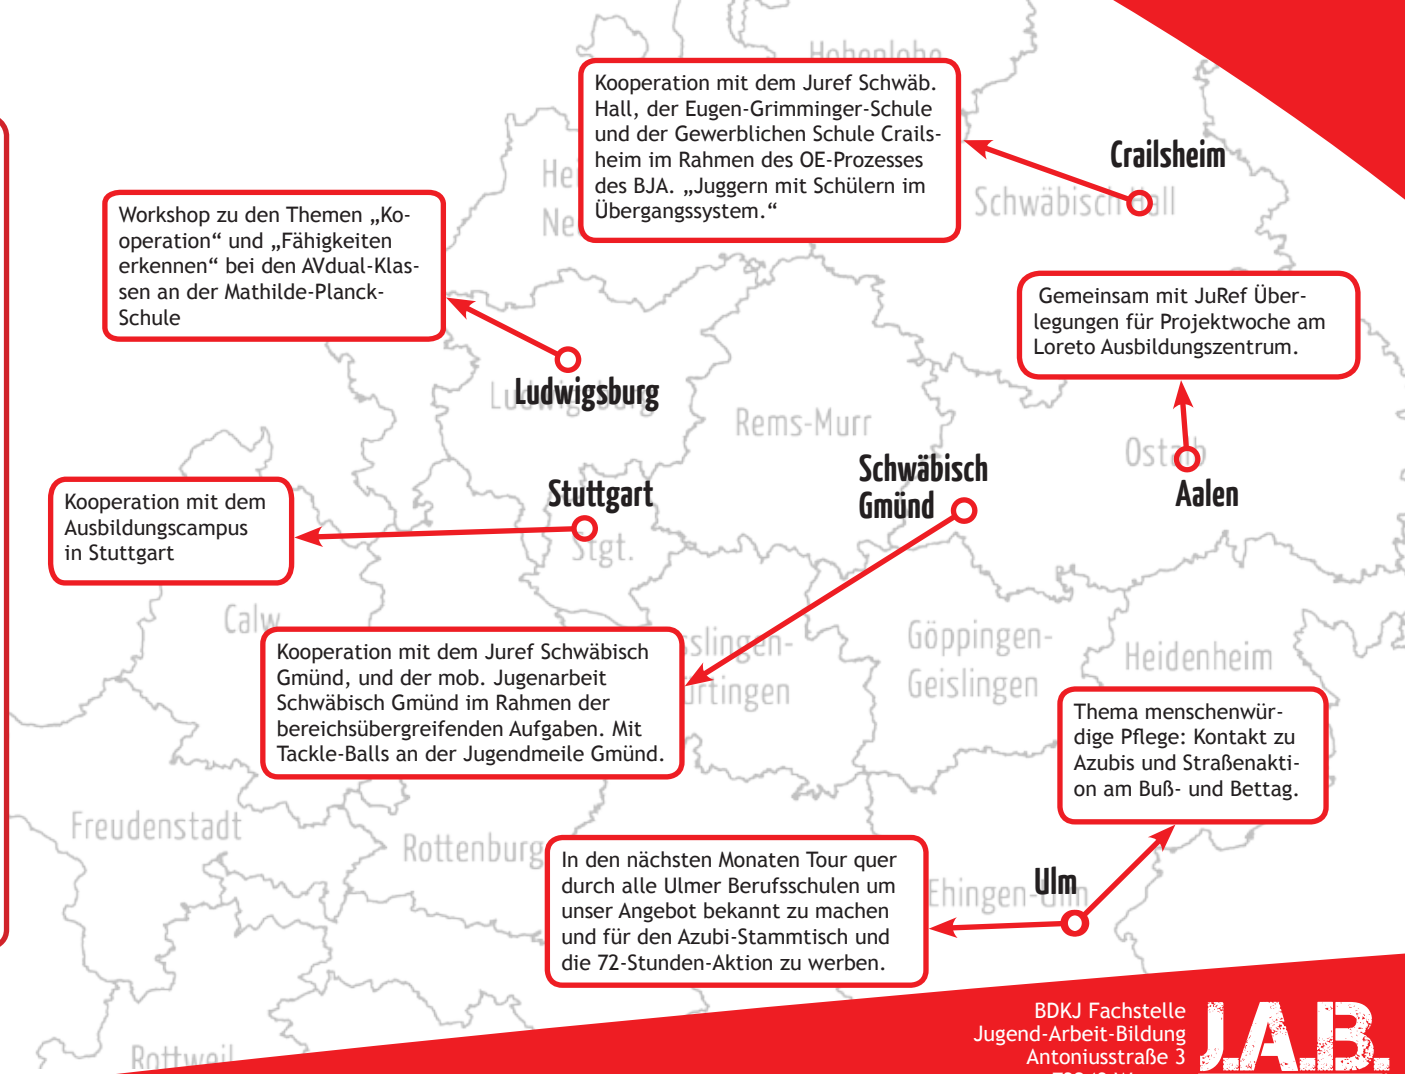 Hohenlohe
Kooperation mit dem Juref Schwäb.
Hall, der Eugen-Grimminger-Schule
und der Gewerblichen Schule Crails-
heim im Rahmen des OE-Prozesses
des BJA. „Juggern mit Schülern im
Übergangssystem.“
Crailsheim
Schwäbisch Hall
Workshop zu den Themen „Ko-
operation“ und „Fähigkeiten
erkennen“ bei den AVdual-Klas-
sen an der Mathilde-Planck-
Schule
Gemeinsam mit JuRef Über-
legungen für Projektwoche am
Loreto Ausbildungszentrum.
Ludwigsburg
Ludwigsburg
Rems-Murr
Ostalb
Aalen
Schwäbisch
Gmünd
Stuttgart
Stgt.
Kooperation mit dem
Ausbildungscampus
in Stuttgart
Calw
Kooperation mit dem Juref Schwäbisch
Gmünd, und der mob. Jugenarbeit
Schwäbisch Gmünd im Rahmen der
bereichsübergreifenden Aufgaben. Mit
Tackle-Balls an der Jugendmeile Gmünd.
Göppingen-
Geislingen
Heidenheim
Thema menschenwür-
dige Pflege: Kontakt zu
Azubis und Straßenakti-
on am Buß- und Bettag.
Freudenstadt
Rottenburg
In den nächsten Monaten Tour quer
durch alle Ulmer Berufsschulen um
unser Angebot bekannt zu machen
und für den Azubi-Stammtisch und
die 72-Stunden-Aktion zu werben.
Ehingen-Ulm
Ulm
Rottweil
BDKJ Fachstelle
Jugend-Arbeit-Bildung
Antoniusstraße 3
J.A.B.